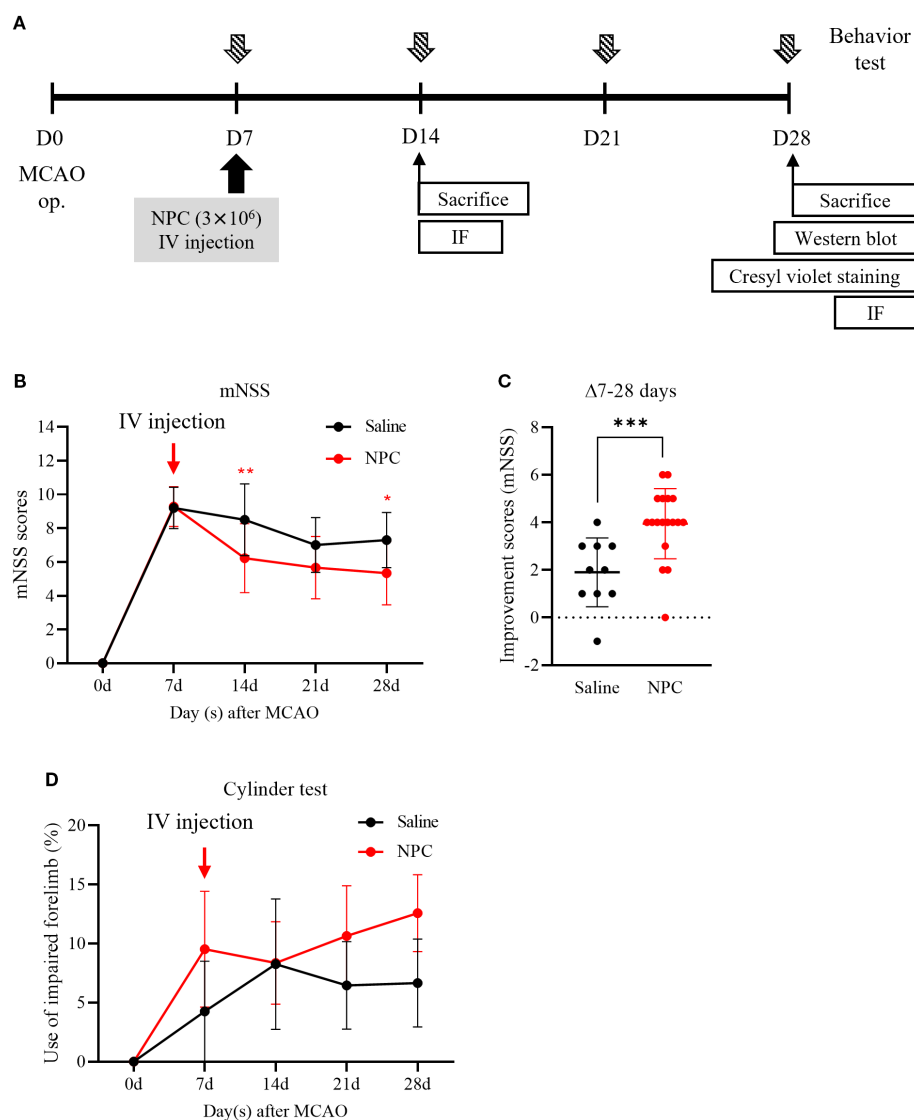 A
Behavior
test
D0
D7
D14
D21
D28
MCAO
op.
NPC (3×10⁶)
IV injection
Sacrifice
IF
Sacrifice
Western blot
Cresyl violet staining
IF
B
mNSS
IV injection
Saline
NPC
**
*
mNSS scores
14
12
10
8
6
4
2
0
0d
7d
14d
21d
28d
Day (s) after MCAO
C
Δ7-28 days
***
Improvement scores (mNSS)
8
6
4
2
0
-2
Saline
NPC
D
Cylinder test
IV injection
Saline
NPC
Use of impaired forelimb (%)
20
15
10
5
0
0d
7d
14d
21d
28d
Day(s) after MCAO